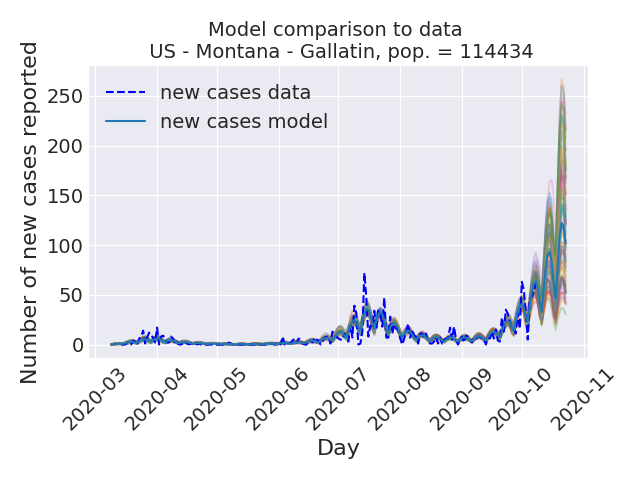 Model comparison to data
US - Montana - Gallatin, pop. = 114434
Number of new cases reported
250
200
150
100
50
0
new cases data
new cases model
2020-03
2020-04
2020-05
2020-06
2020-07
2020-08
2020-09
2020-10
2020-11
Day